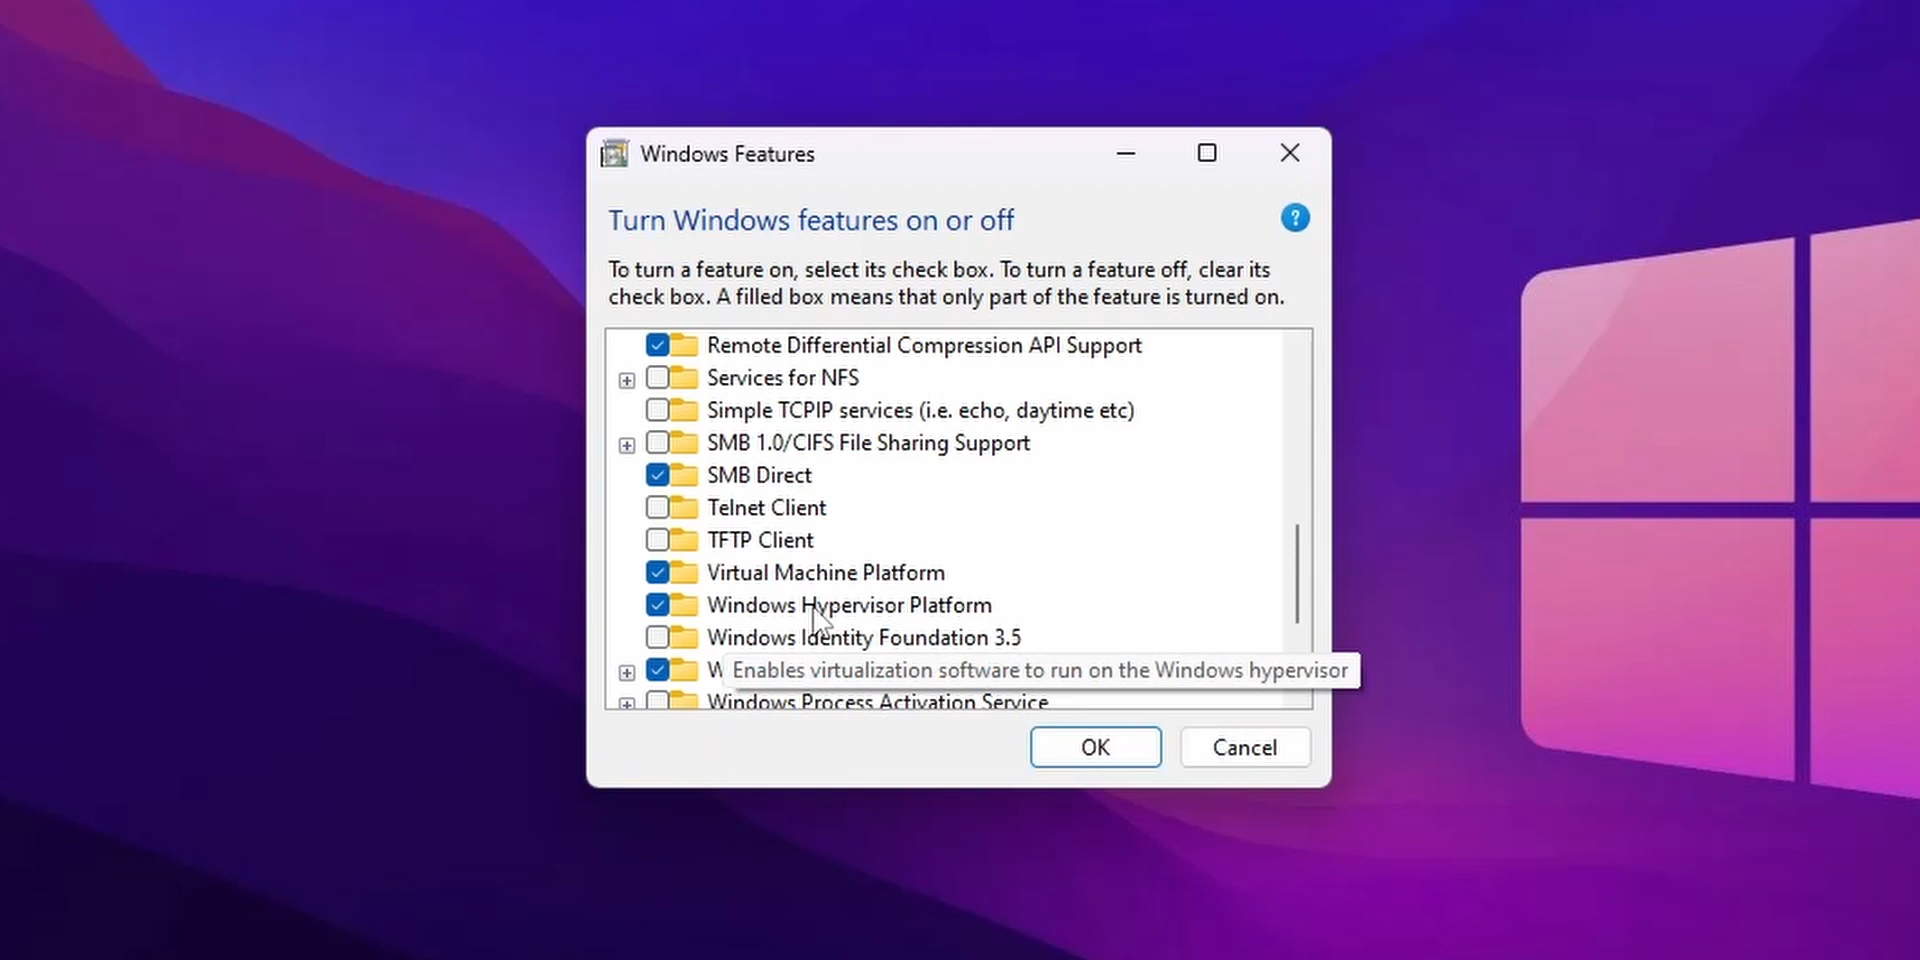 Windows Features
Turn Windows features on or off
?
To turn a feature on, select its check box. To turn a feature off, clear its
check box. A filled box means that only part of the feature is turned on.
Remote Differential Compression API Support
Services for NFS
Simple TCPIP services (i.e. echo, daytime etc)
SMB 1.0/CIFS File Sharing Support
SMB Direct
Telnet Client
TFTP Client
Virtual Machine Platform
Windows Hypervisor Platform
Windows Identity Foundation 3.5
Enables virtualization software to run on the Windows hypervisor
Windows Process Activation Service
OK
Cancel